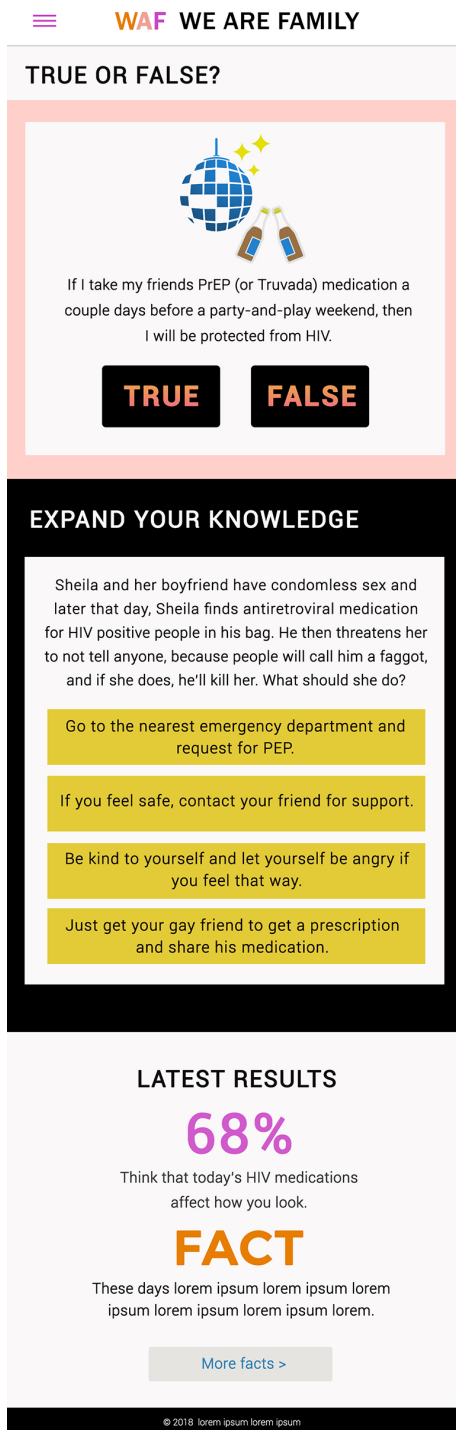 WAF WE ARE FAMILY
TRUE OR FALSE?
If I take my friends PrEP (or Truvada) medication a
couple days before a party-and-play weekend, then
I will be protected from HIV.
TRUE FALSE
EXPAND YOUR KNOWLEDGE
Sheila and her boyfriend have condomless sex and
later that day, Sheila finds antiretroviral medication
for HIV positive people in his bag. He then threatens her
to not tell anyone, because people will call him a faggot,
and if she does, he'll kill her. What should she do?
Go to the nearest emergency department and
request for PEP.
If you feel safe, contact your friend for support.
Be kind to yourself and let yourself be angry if
you feel that way.
Just get your gay friend to get a prescription
and share his medication.
LATEST RESULTS
68%
Think that today's HIV medications
affect how you look.
FACT
These days lorem ipsum lorem ipsum lorem
ipsum lorem ipsum lorem ipsum lorem.
More facts >
© 2018 lorem ipsum lorem ipsum